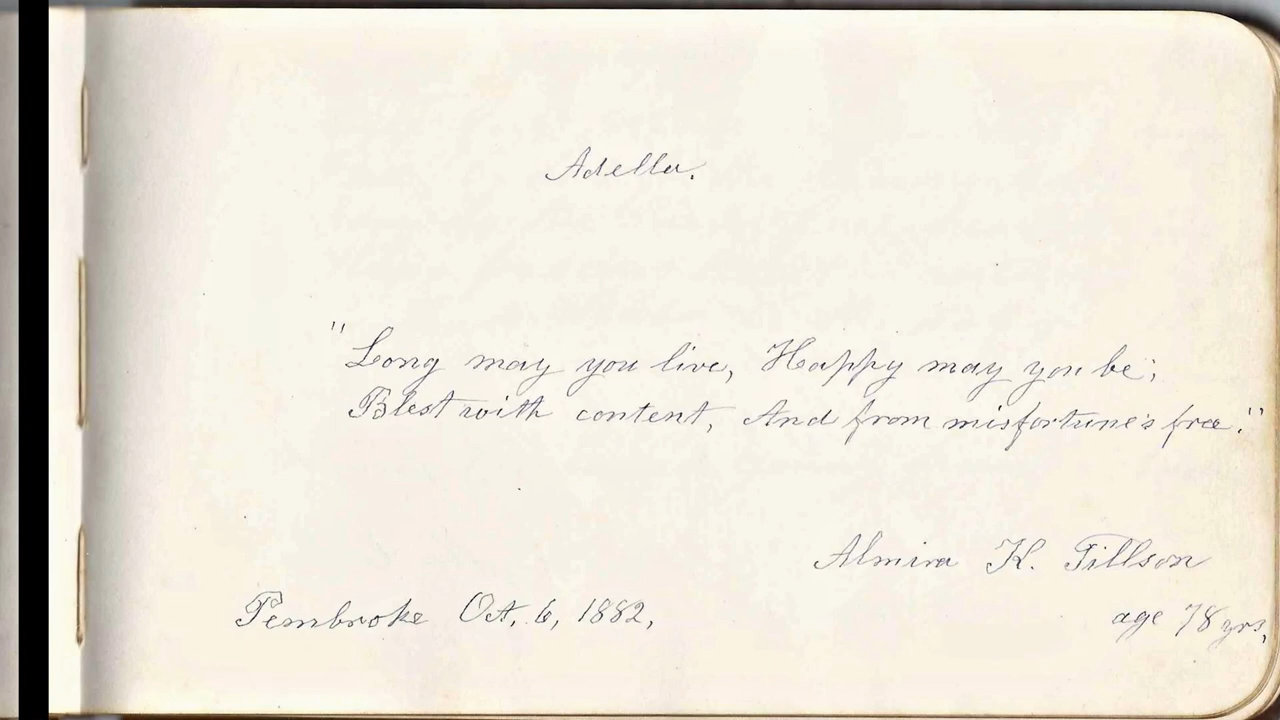 Adella.
"Long may you live, Happy may you be;
Blest with content, And from misfortune's free."
Almira K. Tillson
Pembroke Oct. 6, 1882,
age 78 yrs,